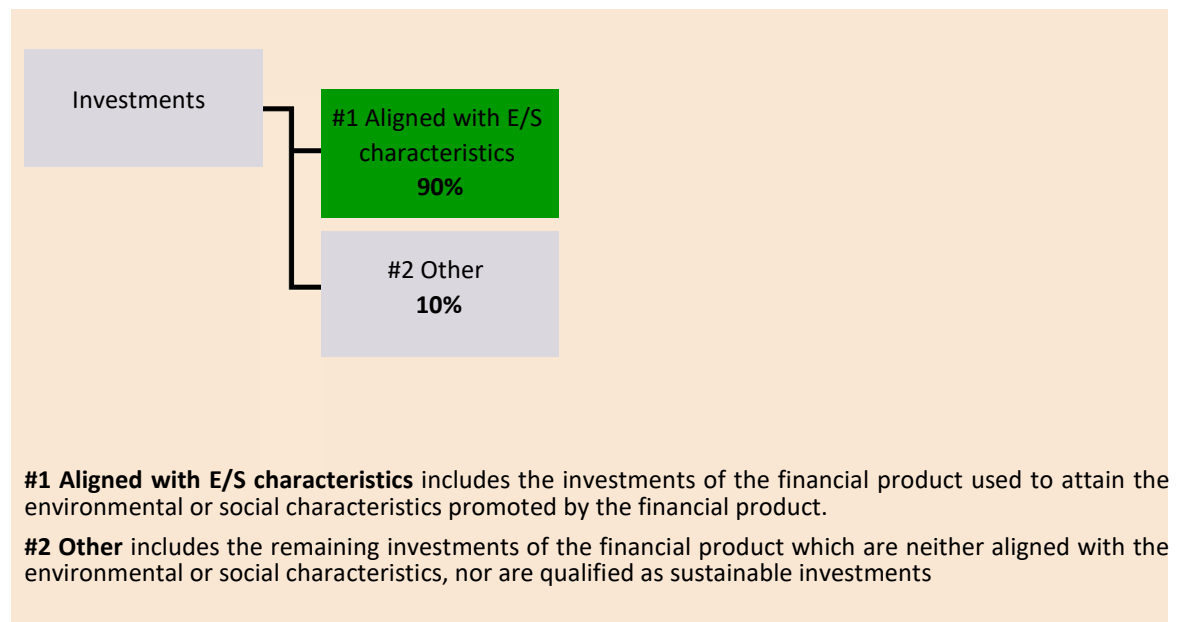 Investments
#1 Aligned with E/S
characteristics
90%
#2 Other
10%
#1 Aligned with E/S characteristics includes the investments of the financial product used to attain the
environmental or social characteristics promoted by the financial product.
#2 Other includes the remaining investments of the financial product which are neither aligned with the
environmental or social characteristics, nor are qualified as sustainable investments